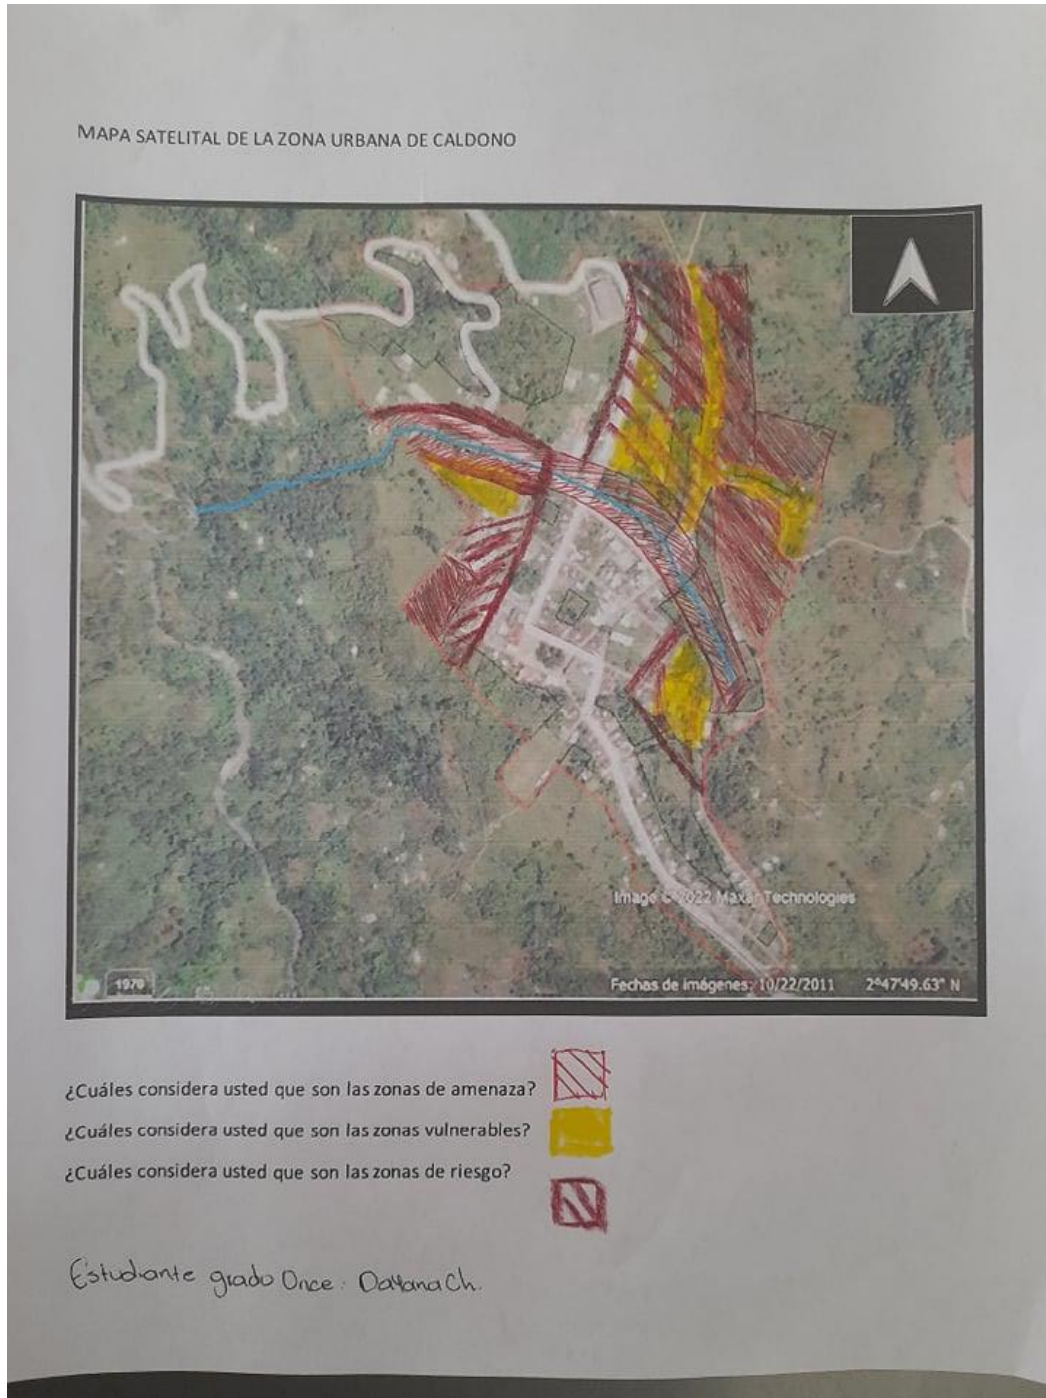 MAPA SATELITAL DE LA ZONA URBANA DE CALDONO
Image © 2022 Maxar Technologies
1970
Fechas de imágenes: 10/22/2011 2°47'49.63" N
¿Cuáles considera usted que son las zonas de amenaza?
¿Cuáles considera usted que son las zonas vulnerables?
¿Cuáles considera usted que son las zonas de riesgo?
Estudiante grado Once: Dayana Ch.